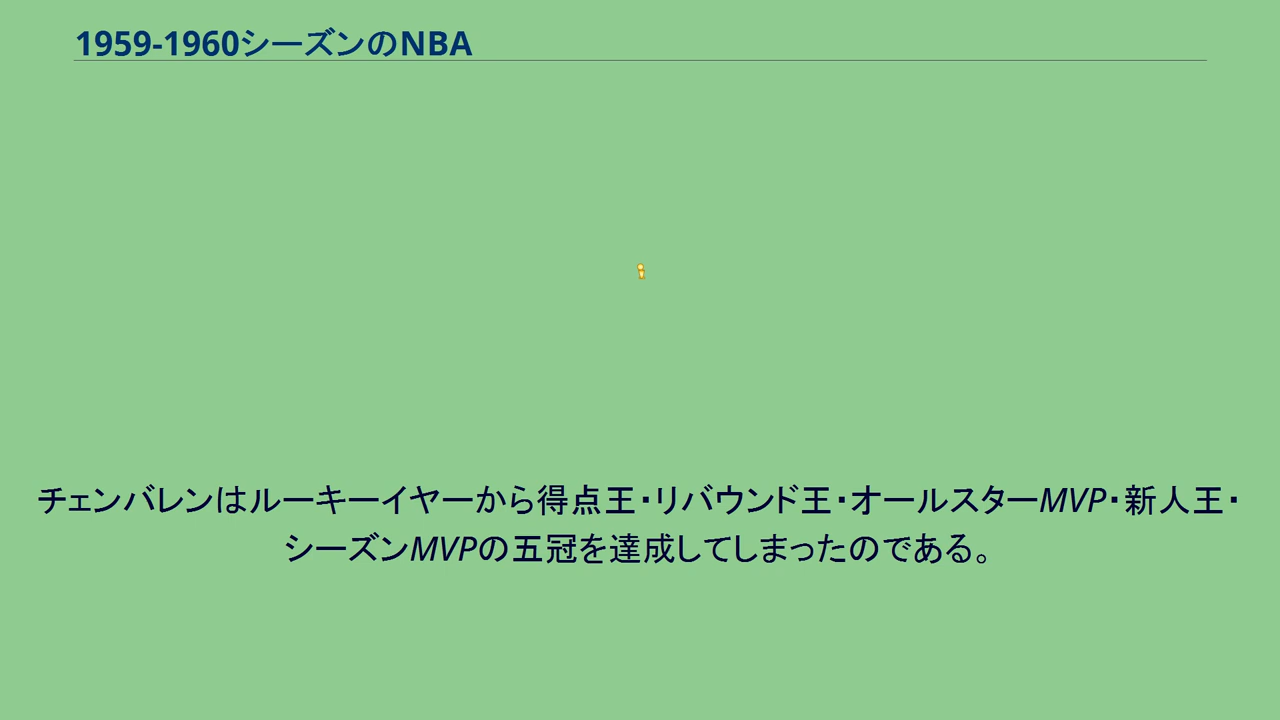 1959-1960シーズンのNBA
チェンバレンはルーキーイヤーから得点王・リバウンド王・オールスターMVP・新人王・
シーズンMVPの五冠を達成してしまったのである。